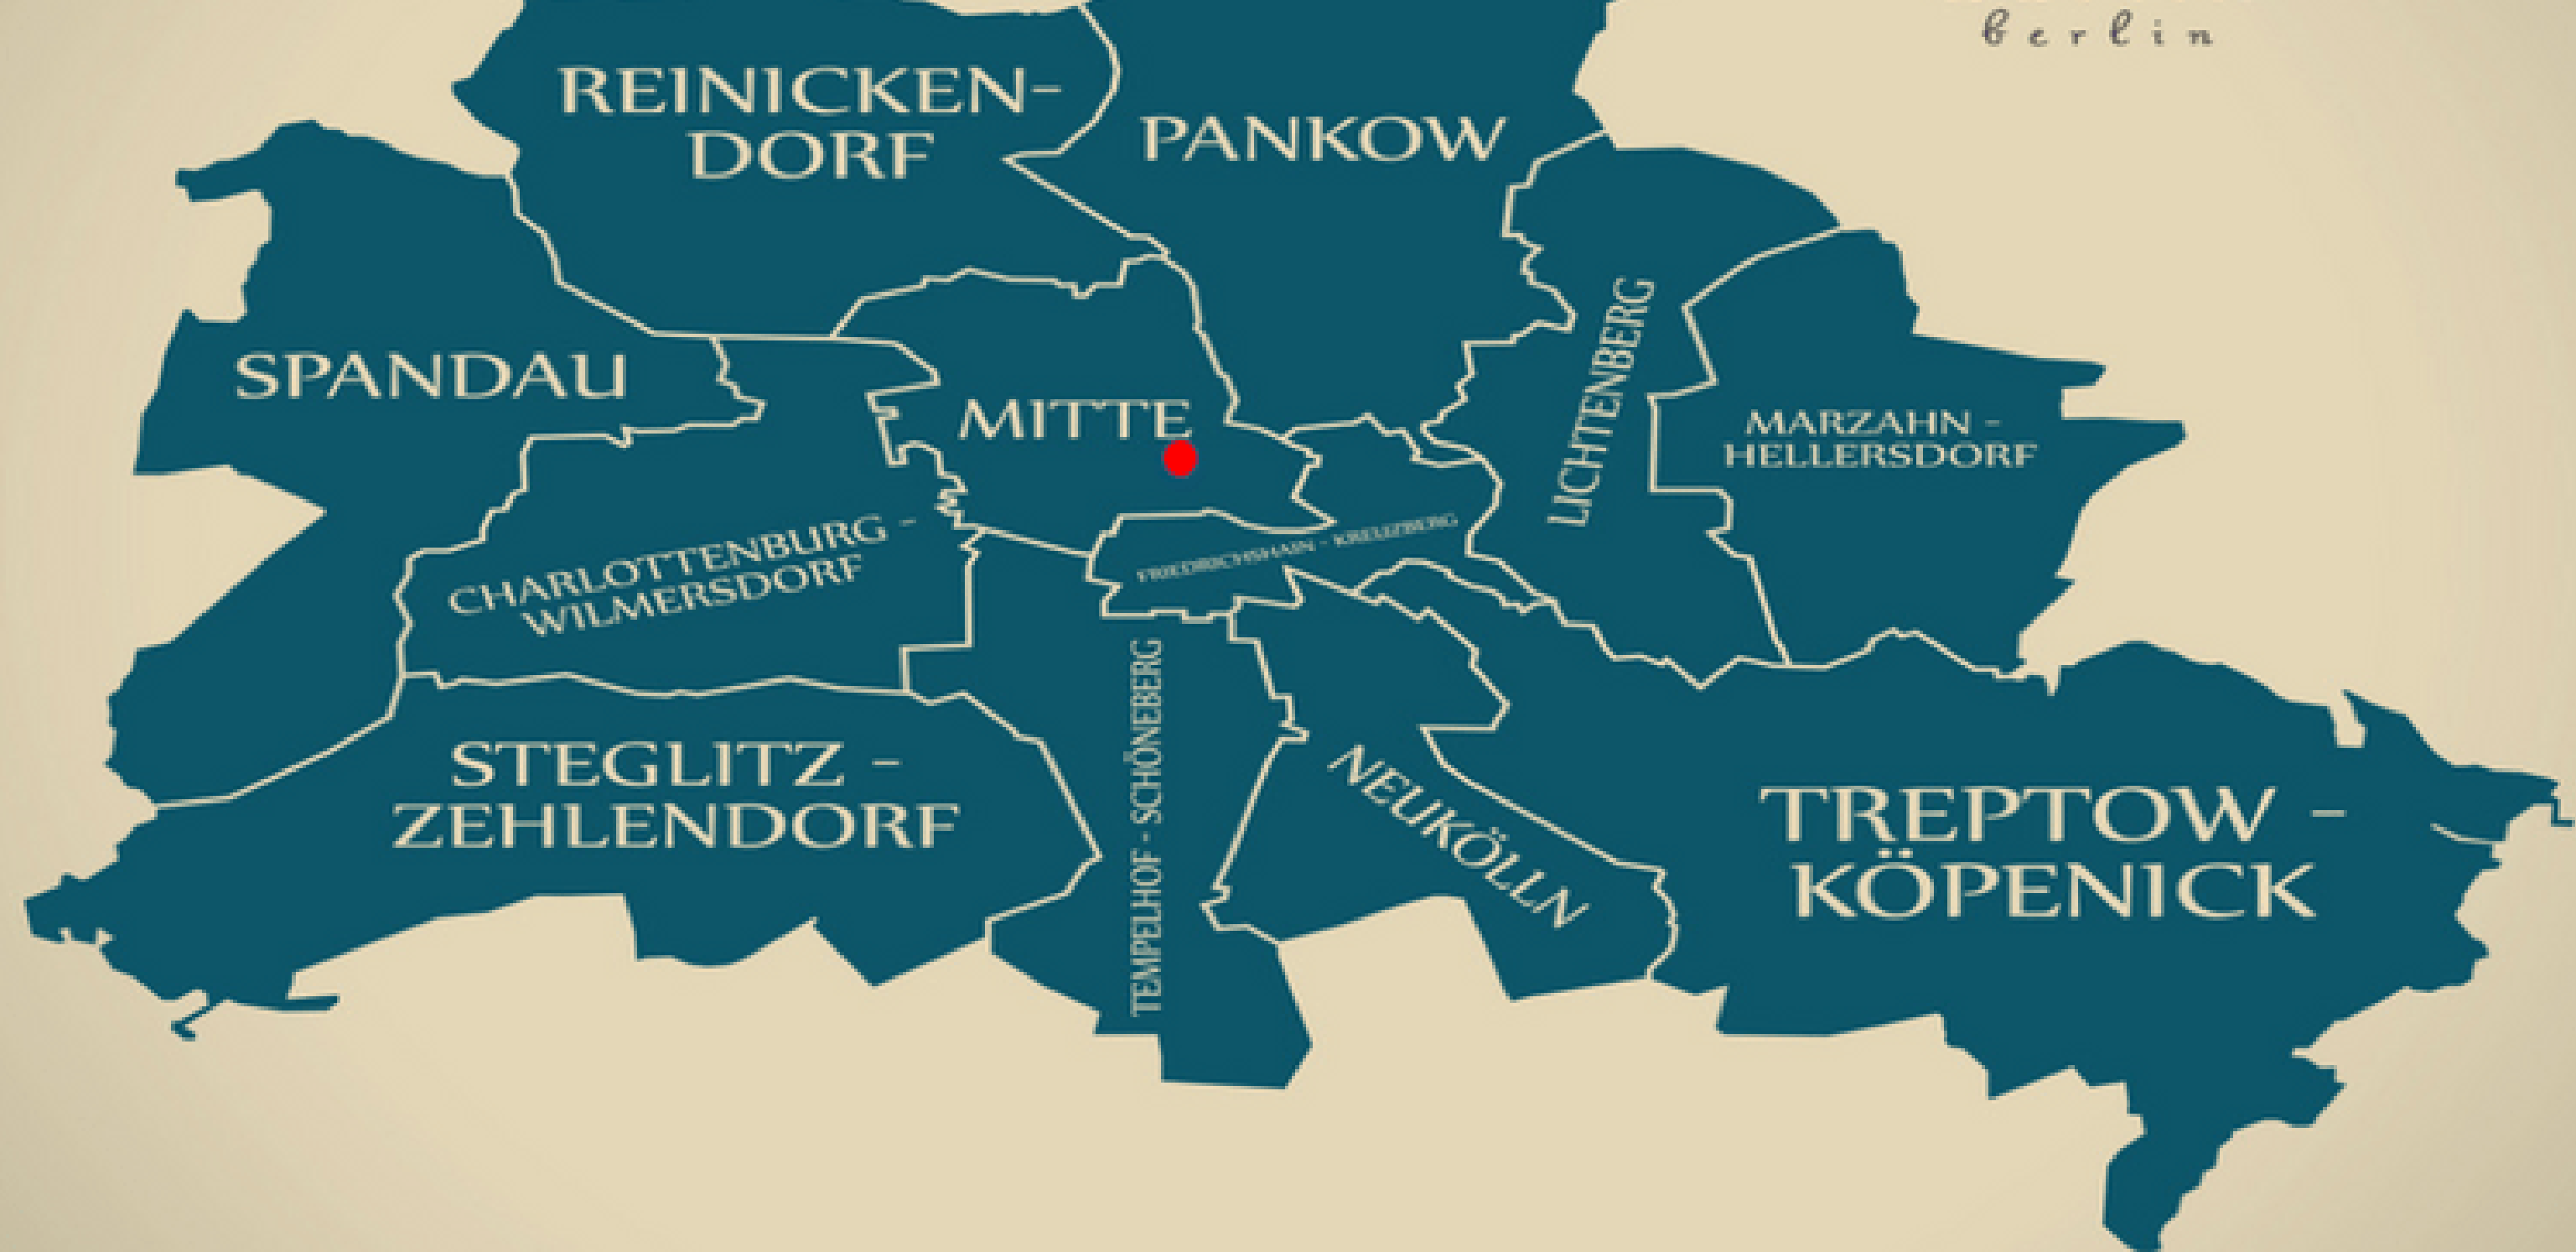 berlin
REINICKEN-
DORF
PANKOW
SPANDAU
MITTE
LICHTENBERG
MARZAHN -
HELLERSDORF
CHARLOTTENBURG -
WILMERSDORF
FRIEDRICHSHAIN - KREUZBERG
STEGLITZ -
ZEHLENDORF
TEMPELHOF - SCHÖNEBERG
NEUKÖLLN
TREPTOW -
KÖPENICK